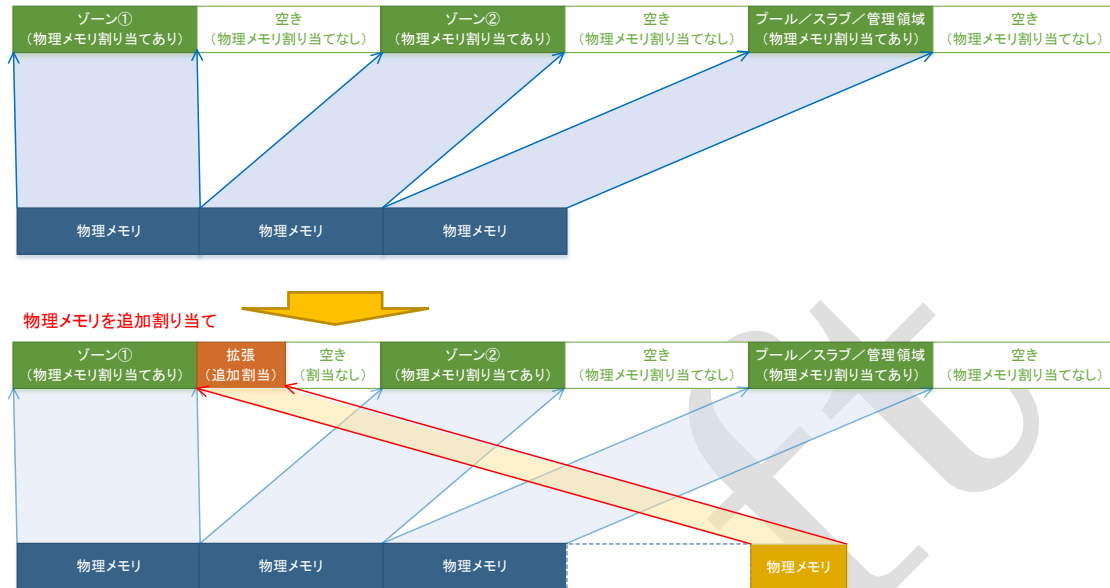 ゾーン①
(物理メモリ割り当てあり)
空き
(物理メモリ割り当てなし)
ゾーン②
(物理メモリ割り当てあり)
空き
(物理メモリ割り当てなし)
プール/スラブ/管理領域
(物理メモリ割り当てあり)
空き
(物理メモリ割り当てなし)
物理メモリ
物理メモリ
物理メモリ
物理メモリを追加割り当て
ゾーン①
(物理メモリ割り当てあり)
拡張
(追加割当)
空き
(割当なし)
ゾーン②
(物理メモリ割り当てあり)
空き
(物理メモリ割り当てなし)
プール/スラブ/管理領域
(物理メモリ割り当てあり)
空き
(物理メモリ割り当てなし)
物理メモリ
物理メモリ
物理メモリ
物理メモリ
ft